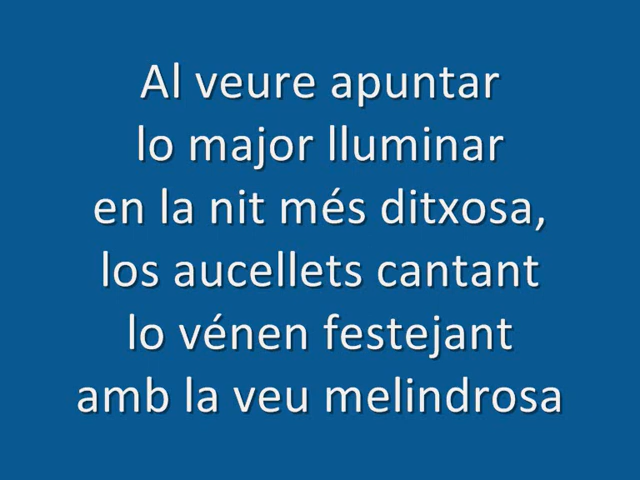 Al veure apuntar
lo major lluminar
en la nit més ditxosa,
los aucellets cantant
lo vénen festejant
amb la veu melindrosa